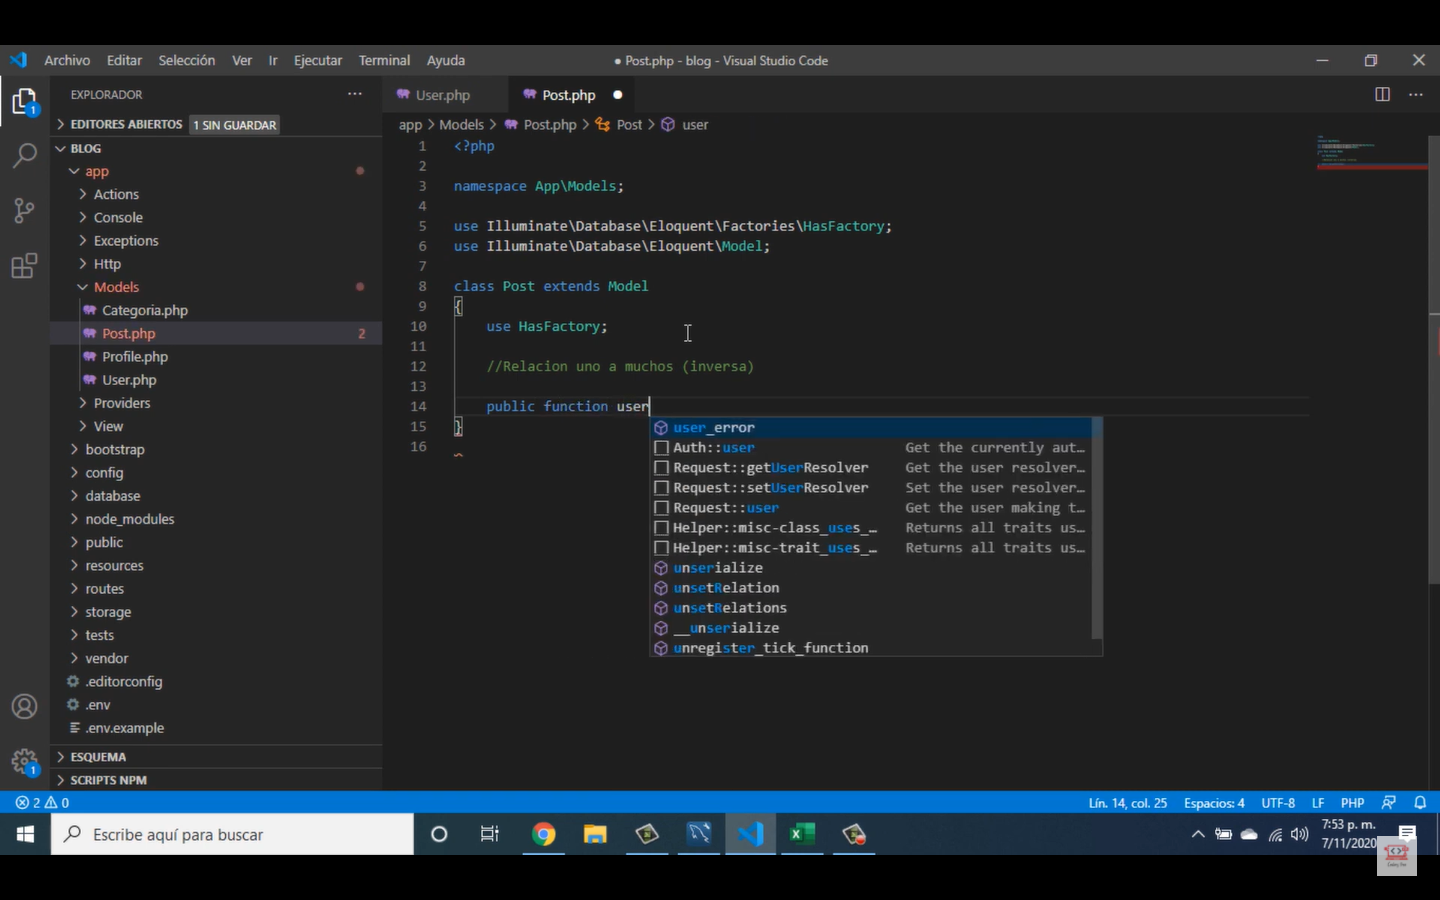 Archivo Editar Selección Ver Ir Ejecutar Terminal Ayuda
● Post.php - blog - Visual Studio Code
EXPLORADOR
User.php
Post.php
EDITORES ABIERTOS 1 SIN GUARDAR
app > Models > Post.php > Post > user
BLOG
app
Actions
Console
Exceptions
Http
Models
Categoria.php
Post.php 2
Profile.php
User.php
Providers
View
bootstrap
config
database
node_modules
public
resources
routes
storage
tests
vendor
.editorconfig
.env
.env.example
ESQUEMA
SCRIPTS NPM
1 <?php
2
3 namespace App\Models;
4
5 use Illuminate\Database\Eloquent\Factories\HasFactory;
6 use Illuminate\Database\Eloquent\Model;
7
8 class Post extends Model
9 {
10 use HasFactory;
11
12 //Relacion uno a muchos (inversa)
13
14 public function user
15 }
16
user_error
Auth::user Get the currently aut…
Request::getUserResolver Get the user resolver…
Request::setUserResolver Set the user resolver…
Request::user Get the user making t…
Helper::misc-class_uses_… Returns all traits us…
Helper::misc-trait_uses_… Returns all traits us…
unserialize
unsetRelation
unsetRelations
__unserialize
unregister_tick_function
1
1
2 0
Lín. 14, col. 25 Espacios: 4 UTF-8 LF PHP
Escribe aquí para buscar
7:53 p. m.
7/11/2020